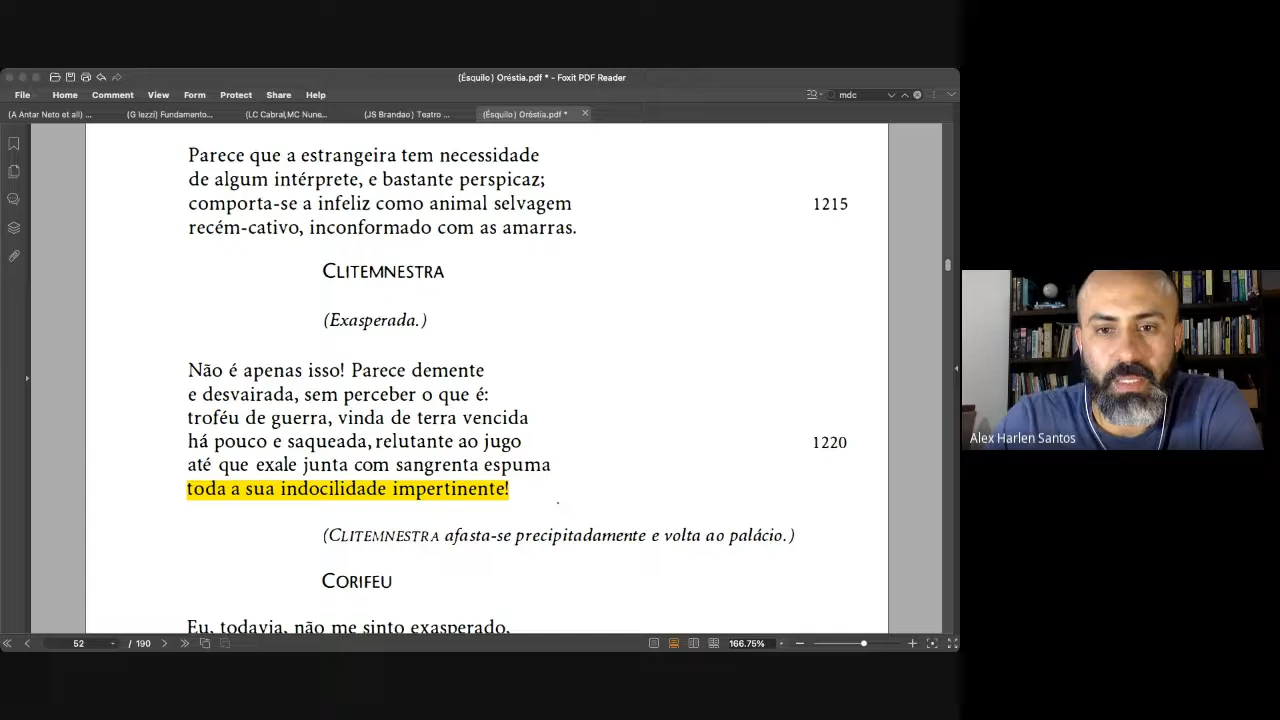 (Ésquilo) Oréstia.pdf * - Foxit PDF Reader
File Home Comment View Form Protect Share Help
mdc
(A Antar Neto et all) ...
(G Iezzi) Fundamento...
(LC Cabral,MC Nune...
(JS Brandao) Teatro ...
(Ésquilo) Oréstia.pdf *
Parece que a estrangeira tem necessidade
de algum intérprete, e bastante perspicaz;
comporta-se a infeliz como animal selvagem 1215
recém-cativo, inconformado com as amarras.
CLITEMNESTRA
(Exasperada.)
Não é apenas isso! Parece demente
e desvairada, sem perceber o que é:
troféu de guerra, vinda de terra vencida
há pouco e saqueada, relutante ao jugo 1220
até que exale junta com sangrenta espuma
toda a sua indocilidade impertinente!
(CLITEMNESTRA afasta-se precipitadamente e volta ao palácio.)
CORIFEU
Eu, todavia, não me sinto exasperado,
52 / 190
166.75%
Alex Harlen Santos